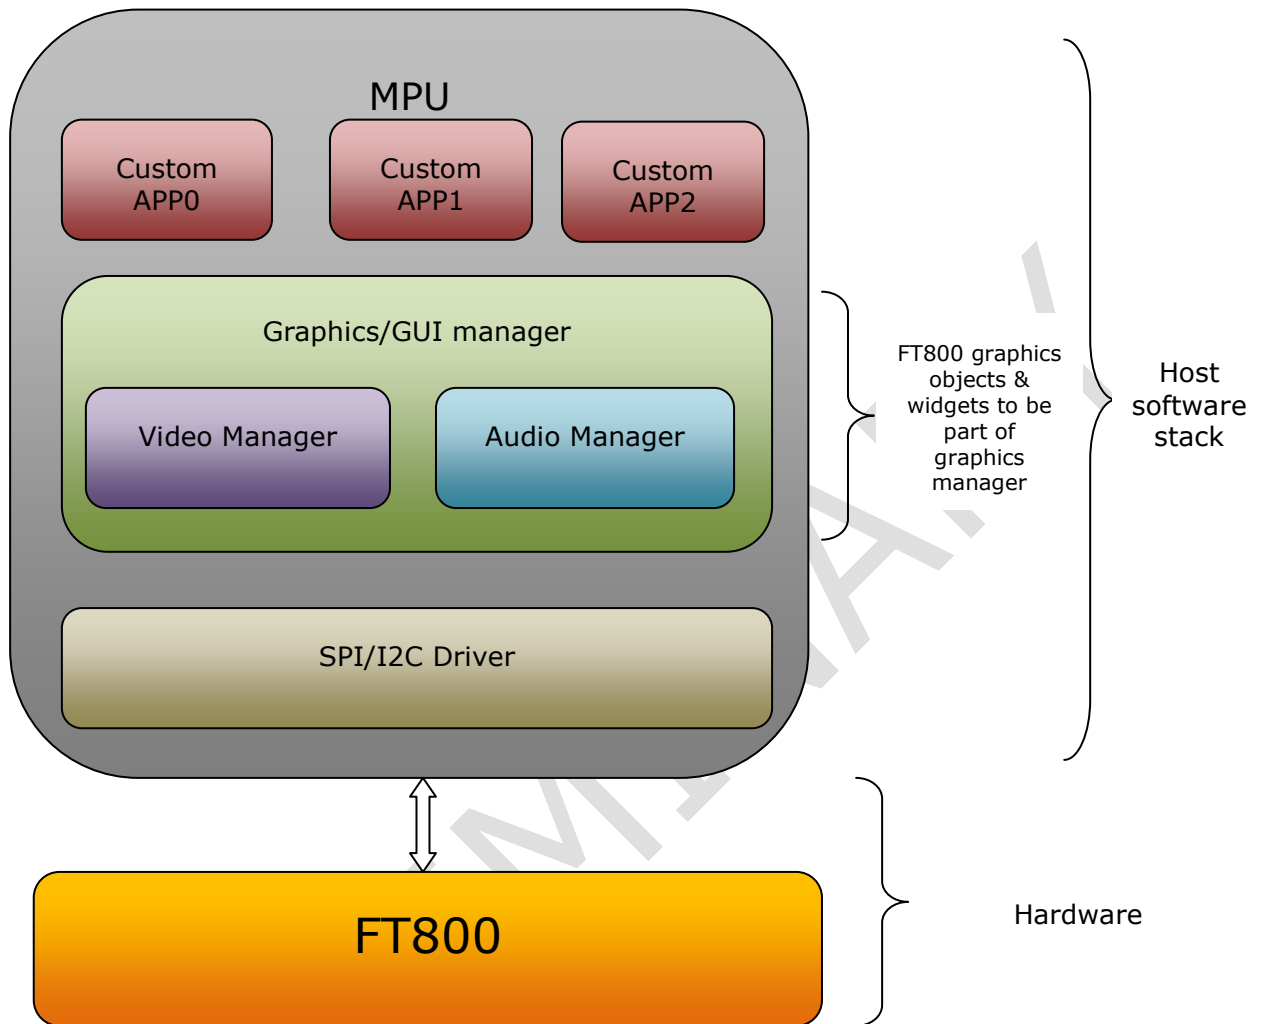 MPU
Custom
APP0
Custom
APP1
Custom
APP2
Graphics/GUI manager
Video Manager
Audio Manager
SPI/I2C Driver
FT800 graphics
objects &
widgets to be
part of
graphics
manager
Host
software
stack
FT800
Hardware